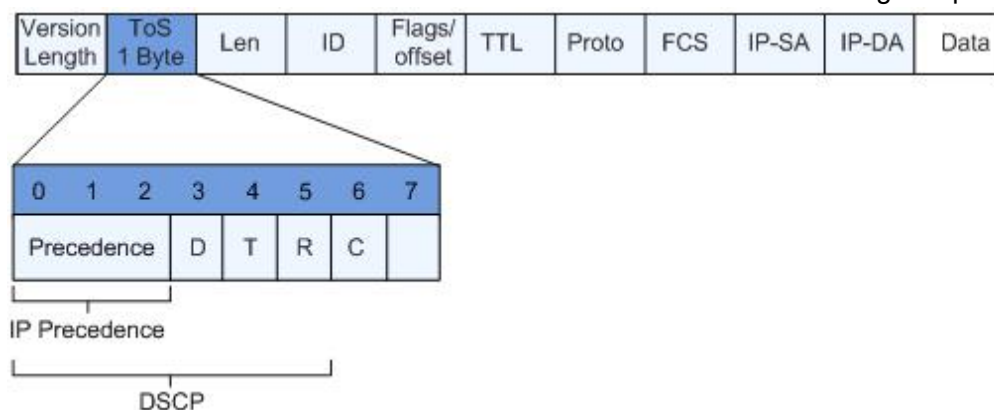 Version Length
ToS 1 Byte
Len
ID
Flags/ offset
TTL
Proto
FCS
IP-SA
IP-DA
Data
0 1 2 3 4 5 6 7
Precedence D T R C
IP Precedence
DSCP